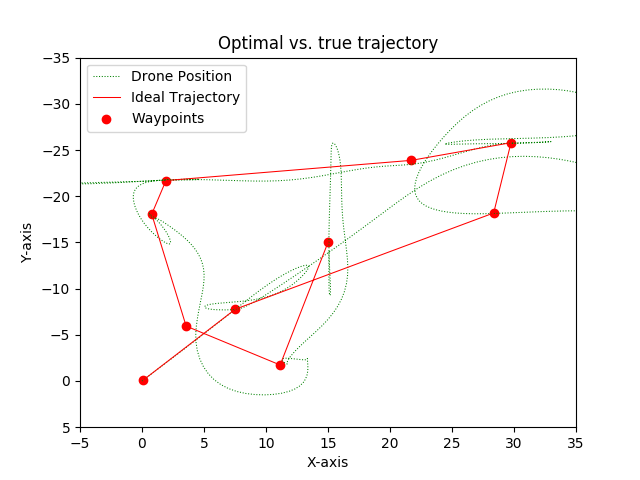 Optimal vs. true trajectory
Drone Position
Ideal Trajectory
Waypoints
Y-axis
−35
−30
−25
−20
−15
−10
−5
0
5
−5 0 5 10 15 20 25 30 35
X-axis